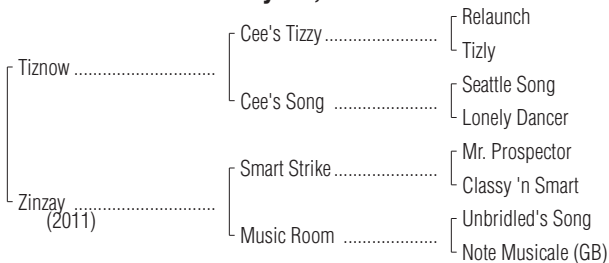 Cee's Tizzy
Relaunch
Tizly
Tiznow
Cee's Song
Seattle Song
Lonely Dancer
Smart Strike
Mr. Prospector
Classy 'n Smart
Zinzay
(2011)
Music Room
Unbridled's Song
Note Musicale (GB)